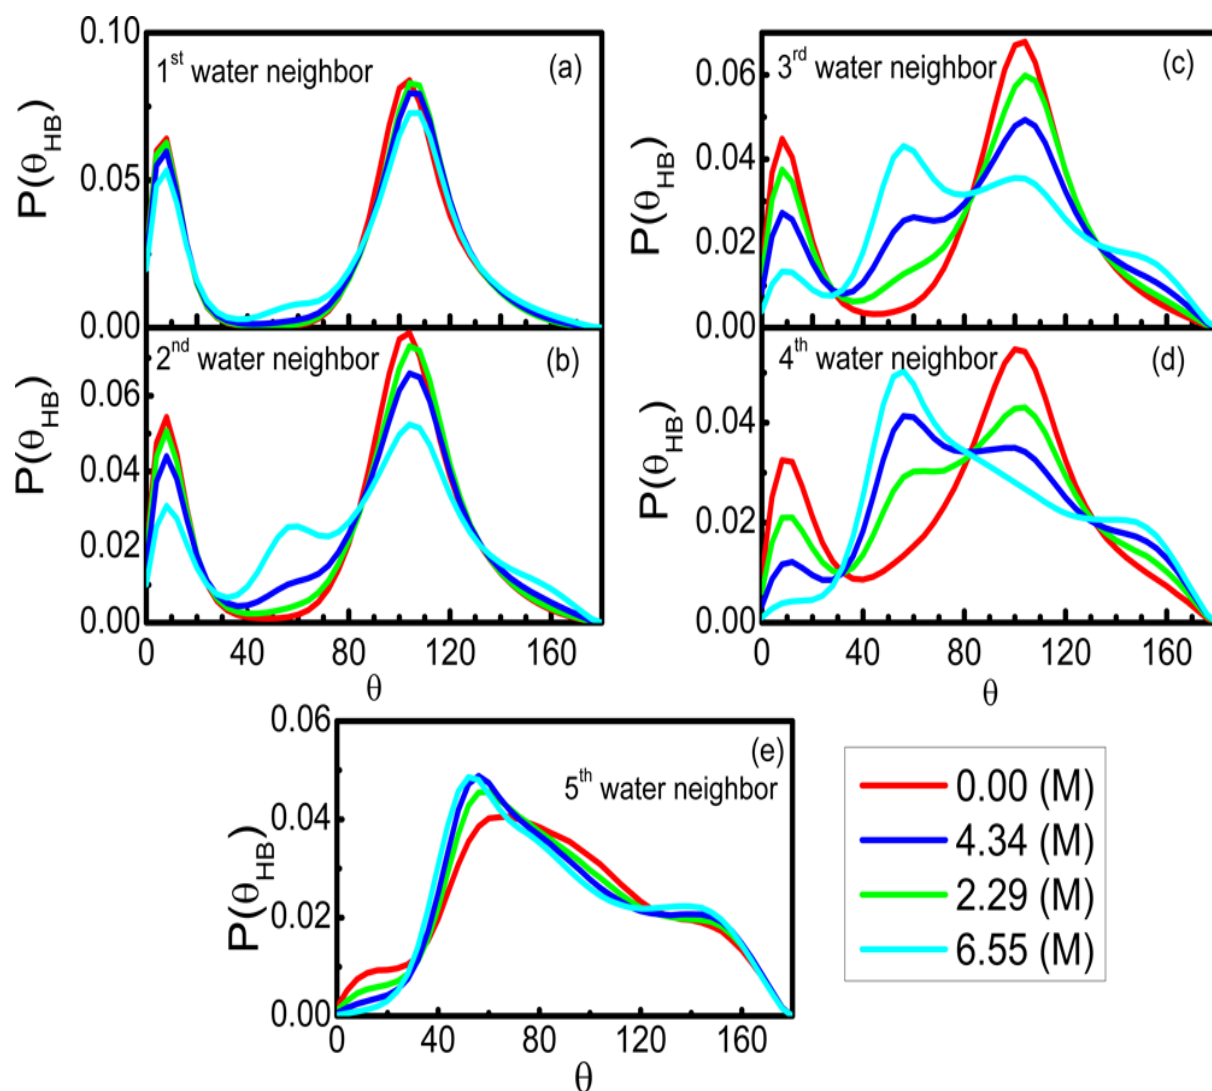 0.10
1st water neighbor
(a)
P(θHB)
0.05
0.00
2nd water neighbor
(b)
P(θHB)
0.06
0.04
0.02
0.00
0 40 80 120 160
θ
3rd water neighbor
(c)
P(θHB)
0.06
0.04
0.02
0.00
4th water neighbor
(d)
P(θHB)
0.04
0.02
0.00
0 40 80 120 160
θ
0.06
(e)
5th water neighbor
P(θHB)
0.04
0.02
0.00
0 40 80 120 160
θ
0.00 (M)
4.34 (M)
2.29 (M)
6.55 (M)